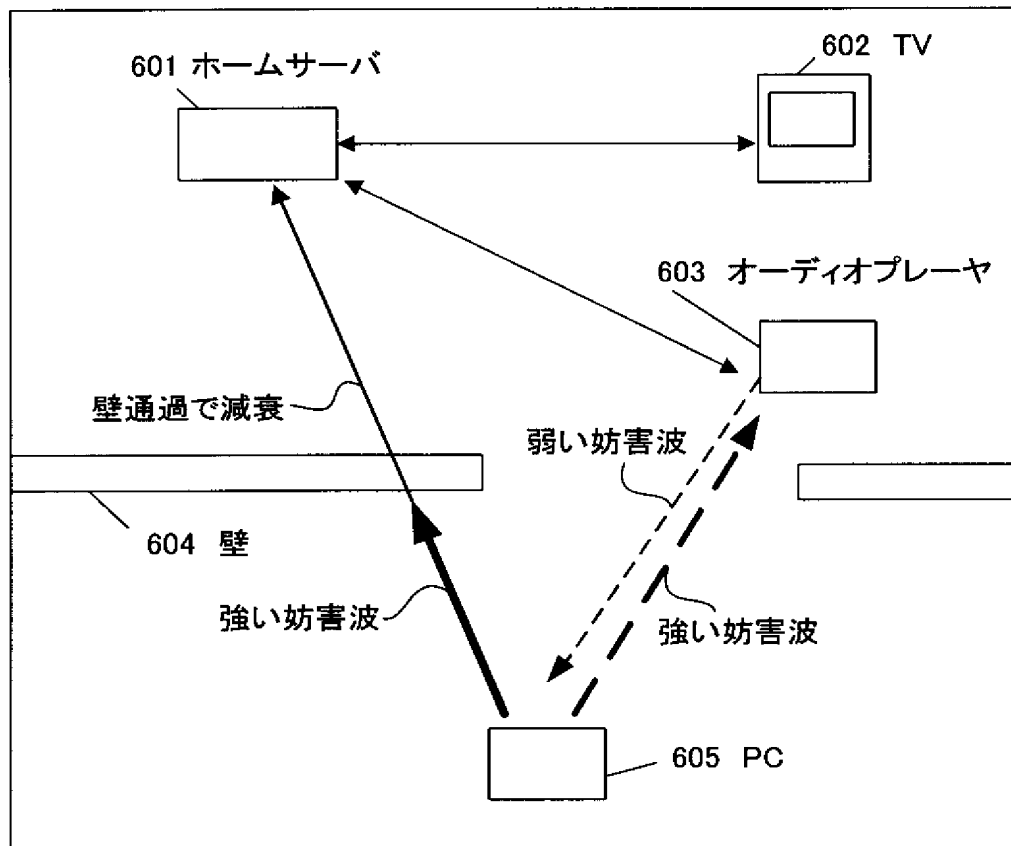 601 ホームサーバ
602 TV
603 オーディオプレーヤ
壁通過で減衰
弱い妨害波
604 壁
強い妨害波
強い妨害波
605 PC